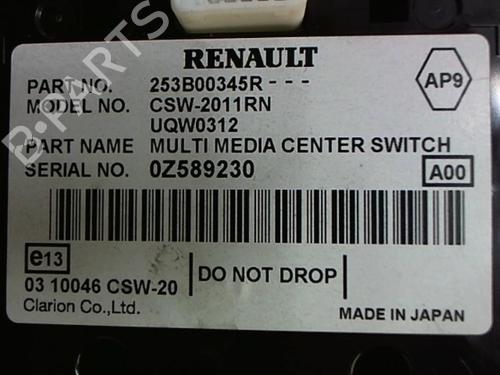 RENAULT
PART NO. 253B00345R - - -
AP9
MODEL NO. CSW-2011RN
UQW0312
PART NAME MULTI MEDIA CENTER SWITCH
SERIAL NO. 0Z589230
A00
e13
03 10046 CSW-20
DO NOT DROP
Clarion Co.,Ltd.
MADE IN JAPAN
B-PARTS